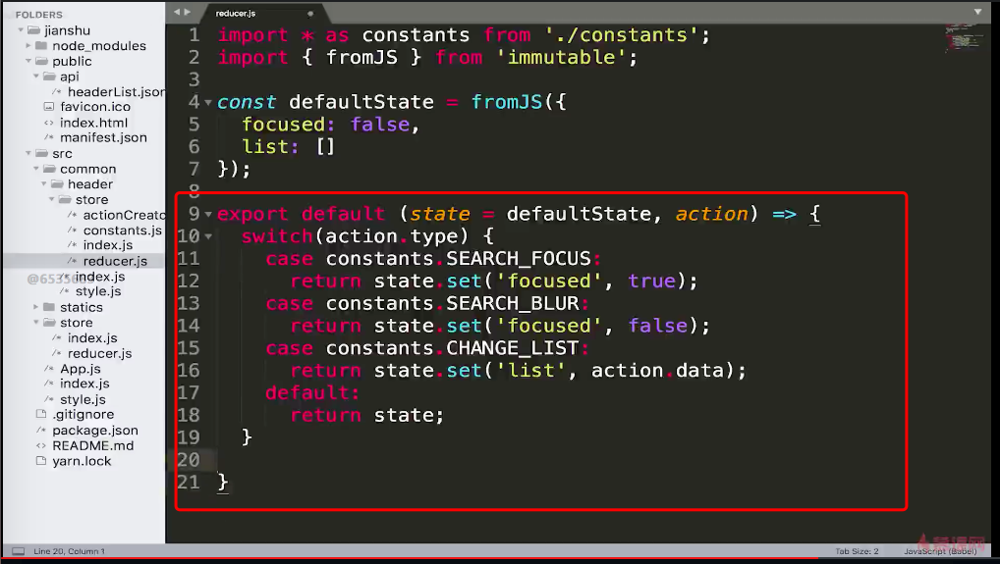 FOLDERS
jianshu
node_modules
public
api
headerList.json
favicon.ico
index.html
manifest.json
src
common
header
store
actionCreato
constants.js
index.js
reducer.js
index.js
style.js
statics
store
index.js
reducer.js
App.js
index.js
style.js
.gitignore
package.json
README.md
yarn.lock
reducer.js
1 import * as constants from './constants';
2 import { fromJS } from 'immutable';
3
4 const defaultState = fromJS({
5 focused: false,
6 list: []
7 });
8
9 export default (state = defaultState, action) => {
10 switch(action.type) {
11 case constants.SEARCH_FOCUS:
12 return state.set('focused', true);
13 case constants.SEARCH_BLUR:
14 return state.set('focused', false);
15 case constants.CHANGE_LIST:
16 return state.set('list', action.data);
17 default:
18 return state;
19 }
20
21 }
Line 20, Column 1
Tab Size: 2
JavaScript (Babel)